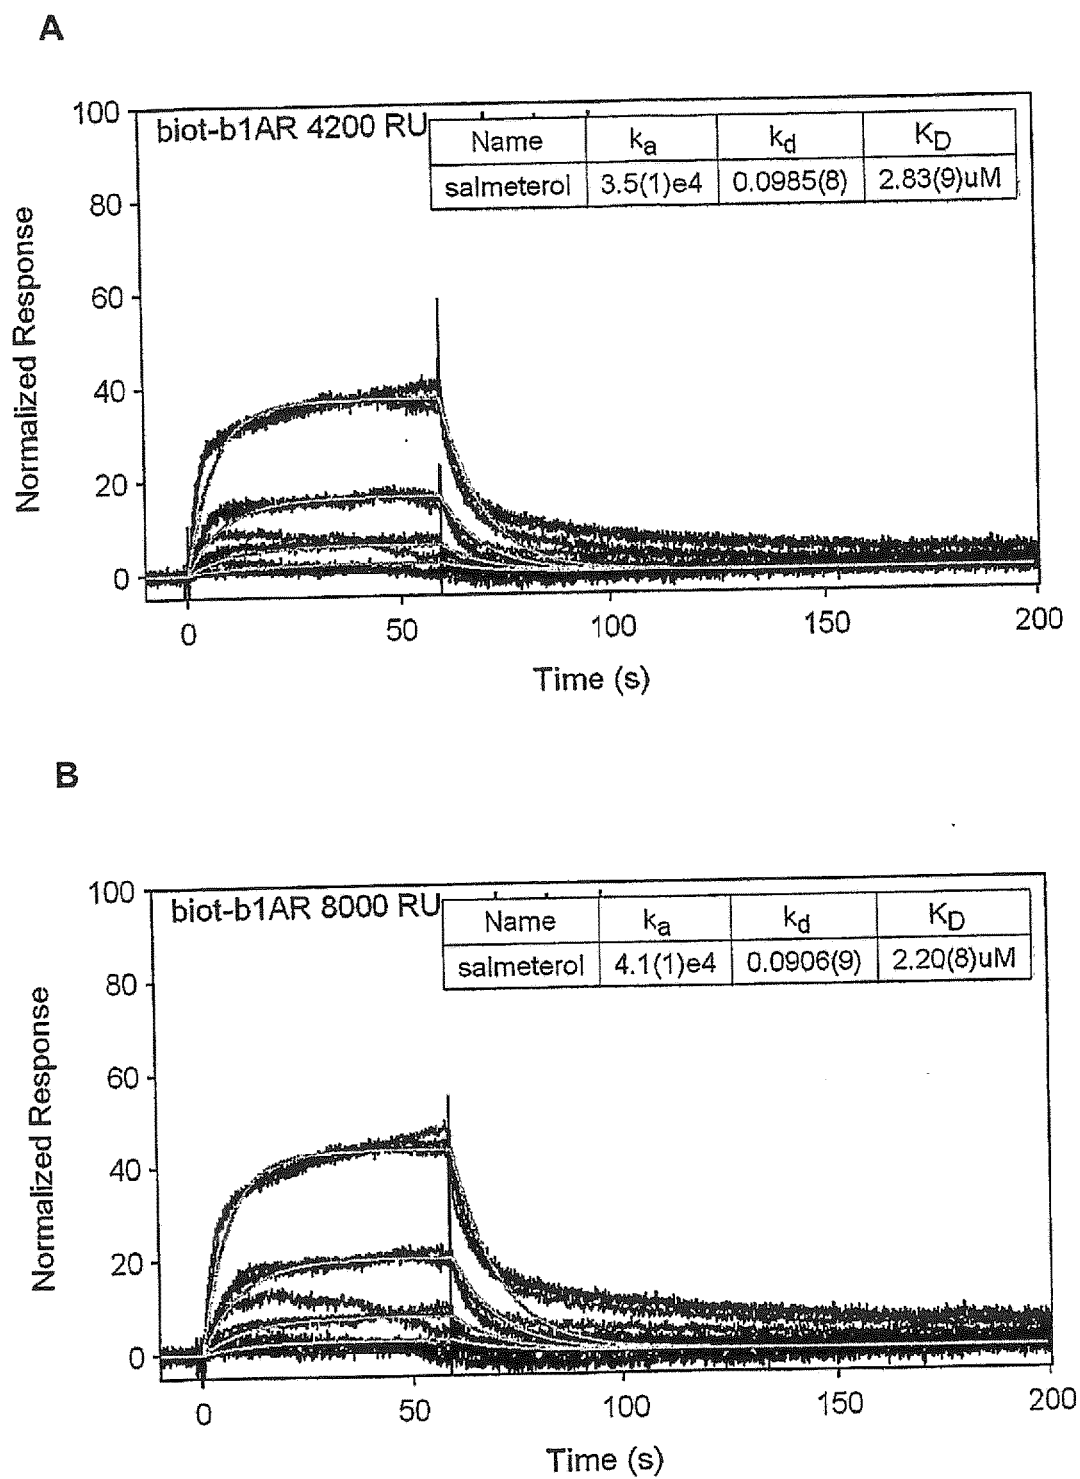 A
biot-b1AR 4200 RU
Name ka kd KD
salmeterol 3.5(1)e4 0.0985(8) 2.83(9)uM
100
80
60
40
20
0
Normalized Response
0 50 100 150 200
Time (s)
B
biot-b1AR 8000 RU
Name ka kd KD
salmeterol 4.1(1)e4 0.0906(9) 2.20(8)uM
100
80
60
40
20
0
Normalized Response
0 50 100 150 200
Time (s)